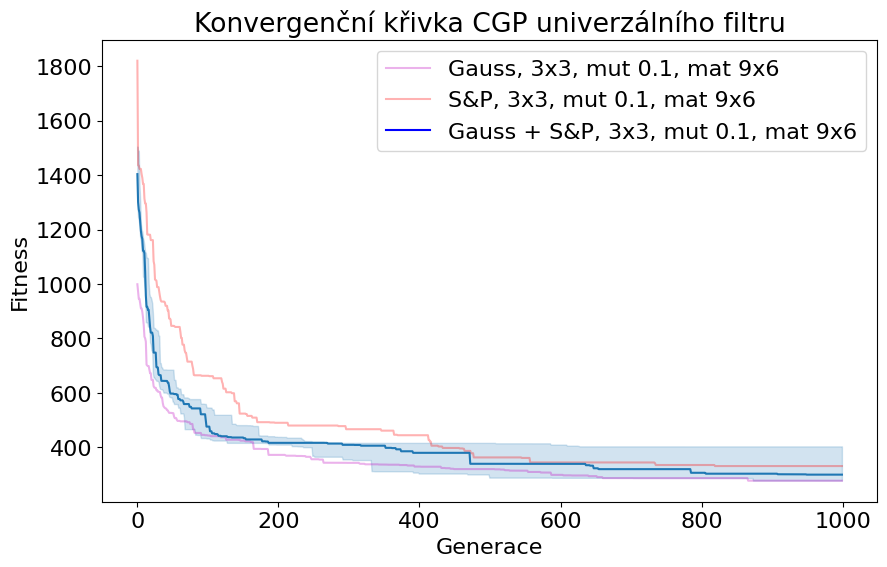 Konvergenční křivka CGP univerzálního filtru
Gauss, 3x3, mut 0.1, mat 9x6
S&P, 3x3, mut 0.1, mat 9x6
Gauss + S&P, 3x3, mut 0.1, mat 9x6
Fitness
1800
1600
1400
1200
1000
800
600
400
0 200 400 600 800 1000
Generace